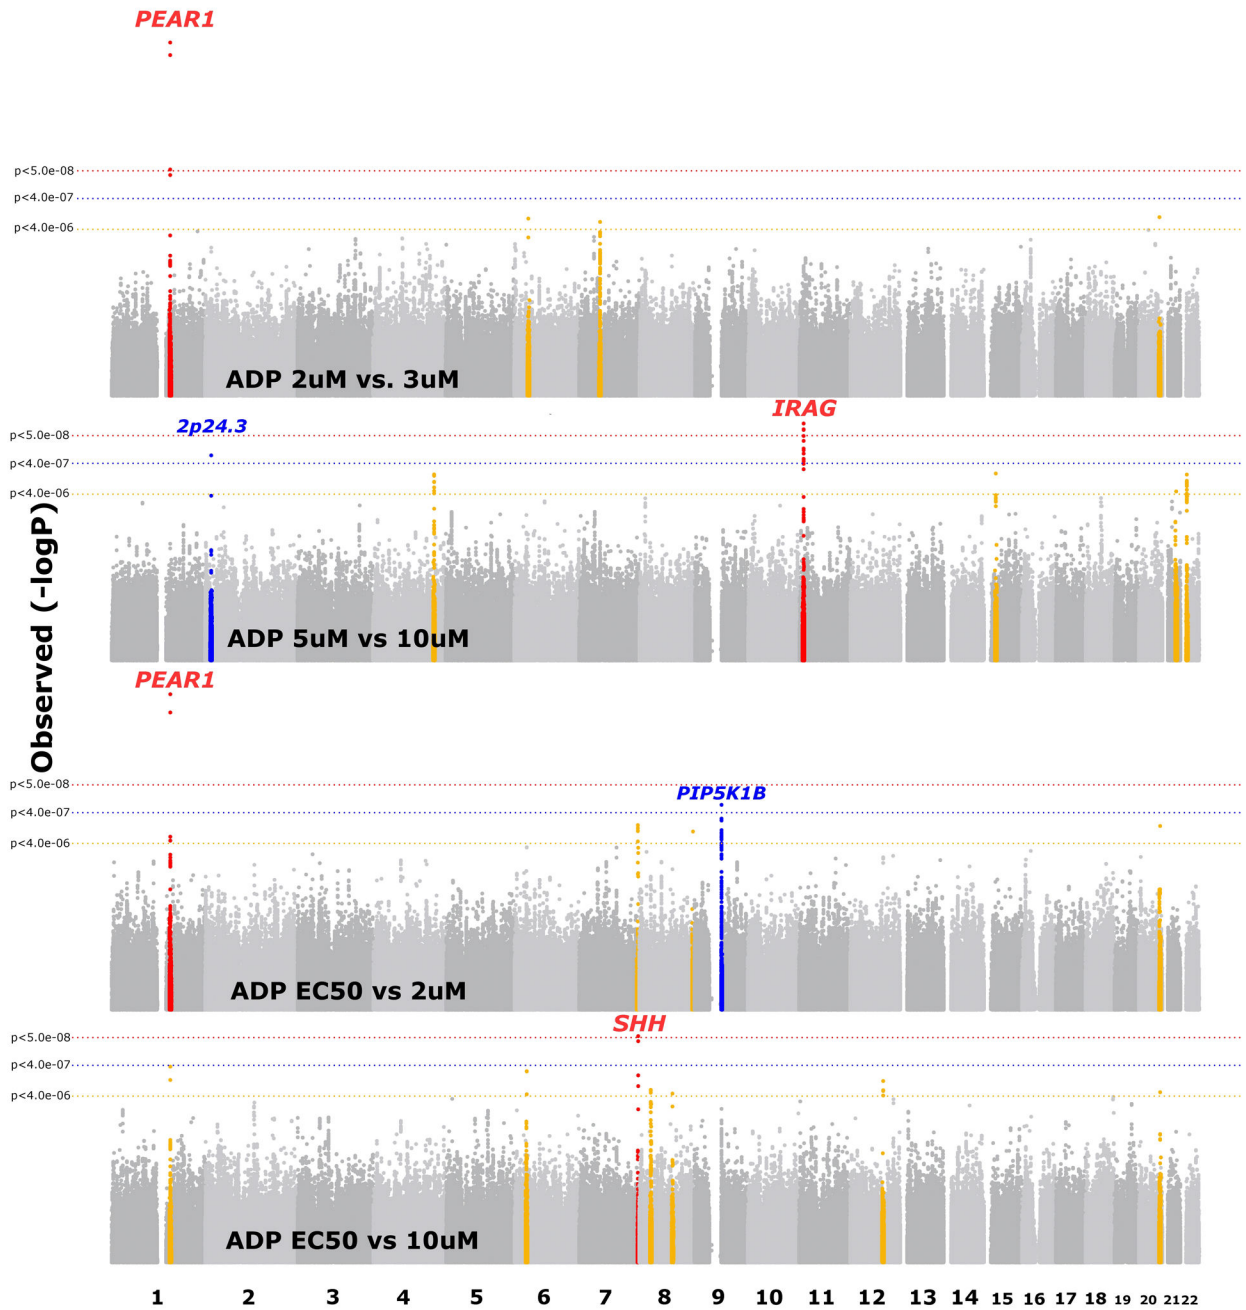 PEAR1
p<5.0e-08
p<4.0e-07
p<4.0e-06
ADP 2uM vs. 3uM
IRAG
2p24.3
p<5.0e-08
p<4.0e-07
p<4.0e-06
ADP 5uM vs 10uM
Observed (-logP)
PEAR1
p<5.0e-08
PIP5K1B
p<4.0e-07
p<4.0e-06
ADP EC50 vs 2uM
SHH
p<5.0e-08
p<4.0e-07
p<4.0e-06
ADP EC50 vs 10uM
1 2 3 4 5 6 7 8 9 10 11 12 13 14 15 16 17 18 19 20 21 22